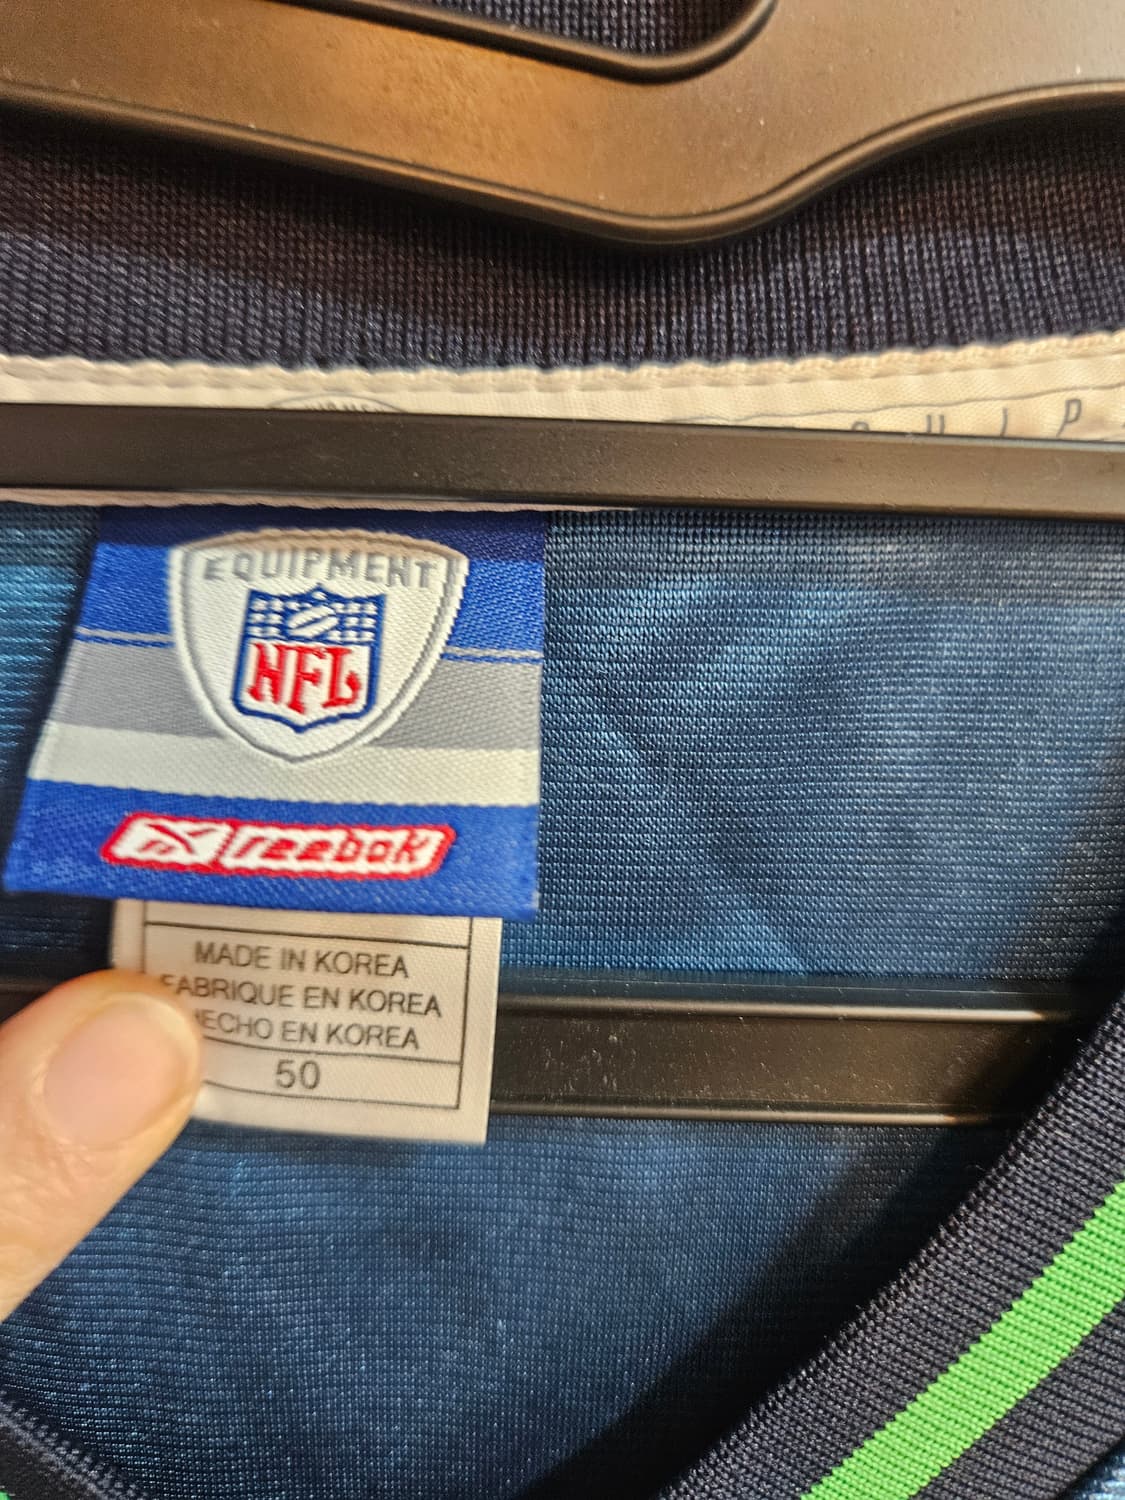 EQUIPMENT
NFL
Reebok
MADE IN KOREA
FABRIQUE EN KOREA
HECHO EN KOREA
50